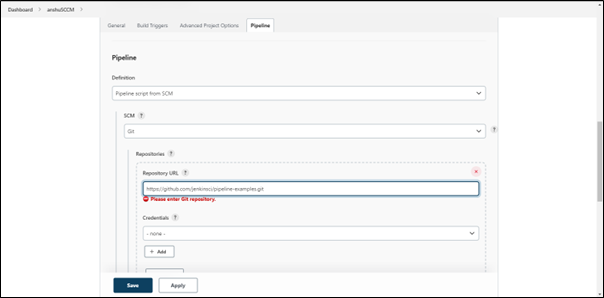 Dashboard > anshuSCCM >
General Build Triggers Advanced Project Options Pipeline
Pipeline
Definition
Pipeline script from SCM
SCM ?
Git
?
Repositories ?
Repository URL ?
https://github.com/jenkinsci/pipeline-examples.git
Please enter Git repository.
Credentials ?
- none -
+ Add
Save Apply